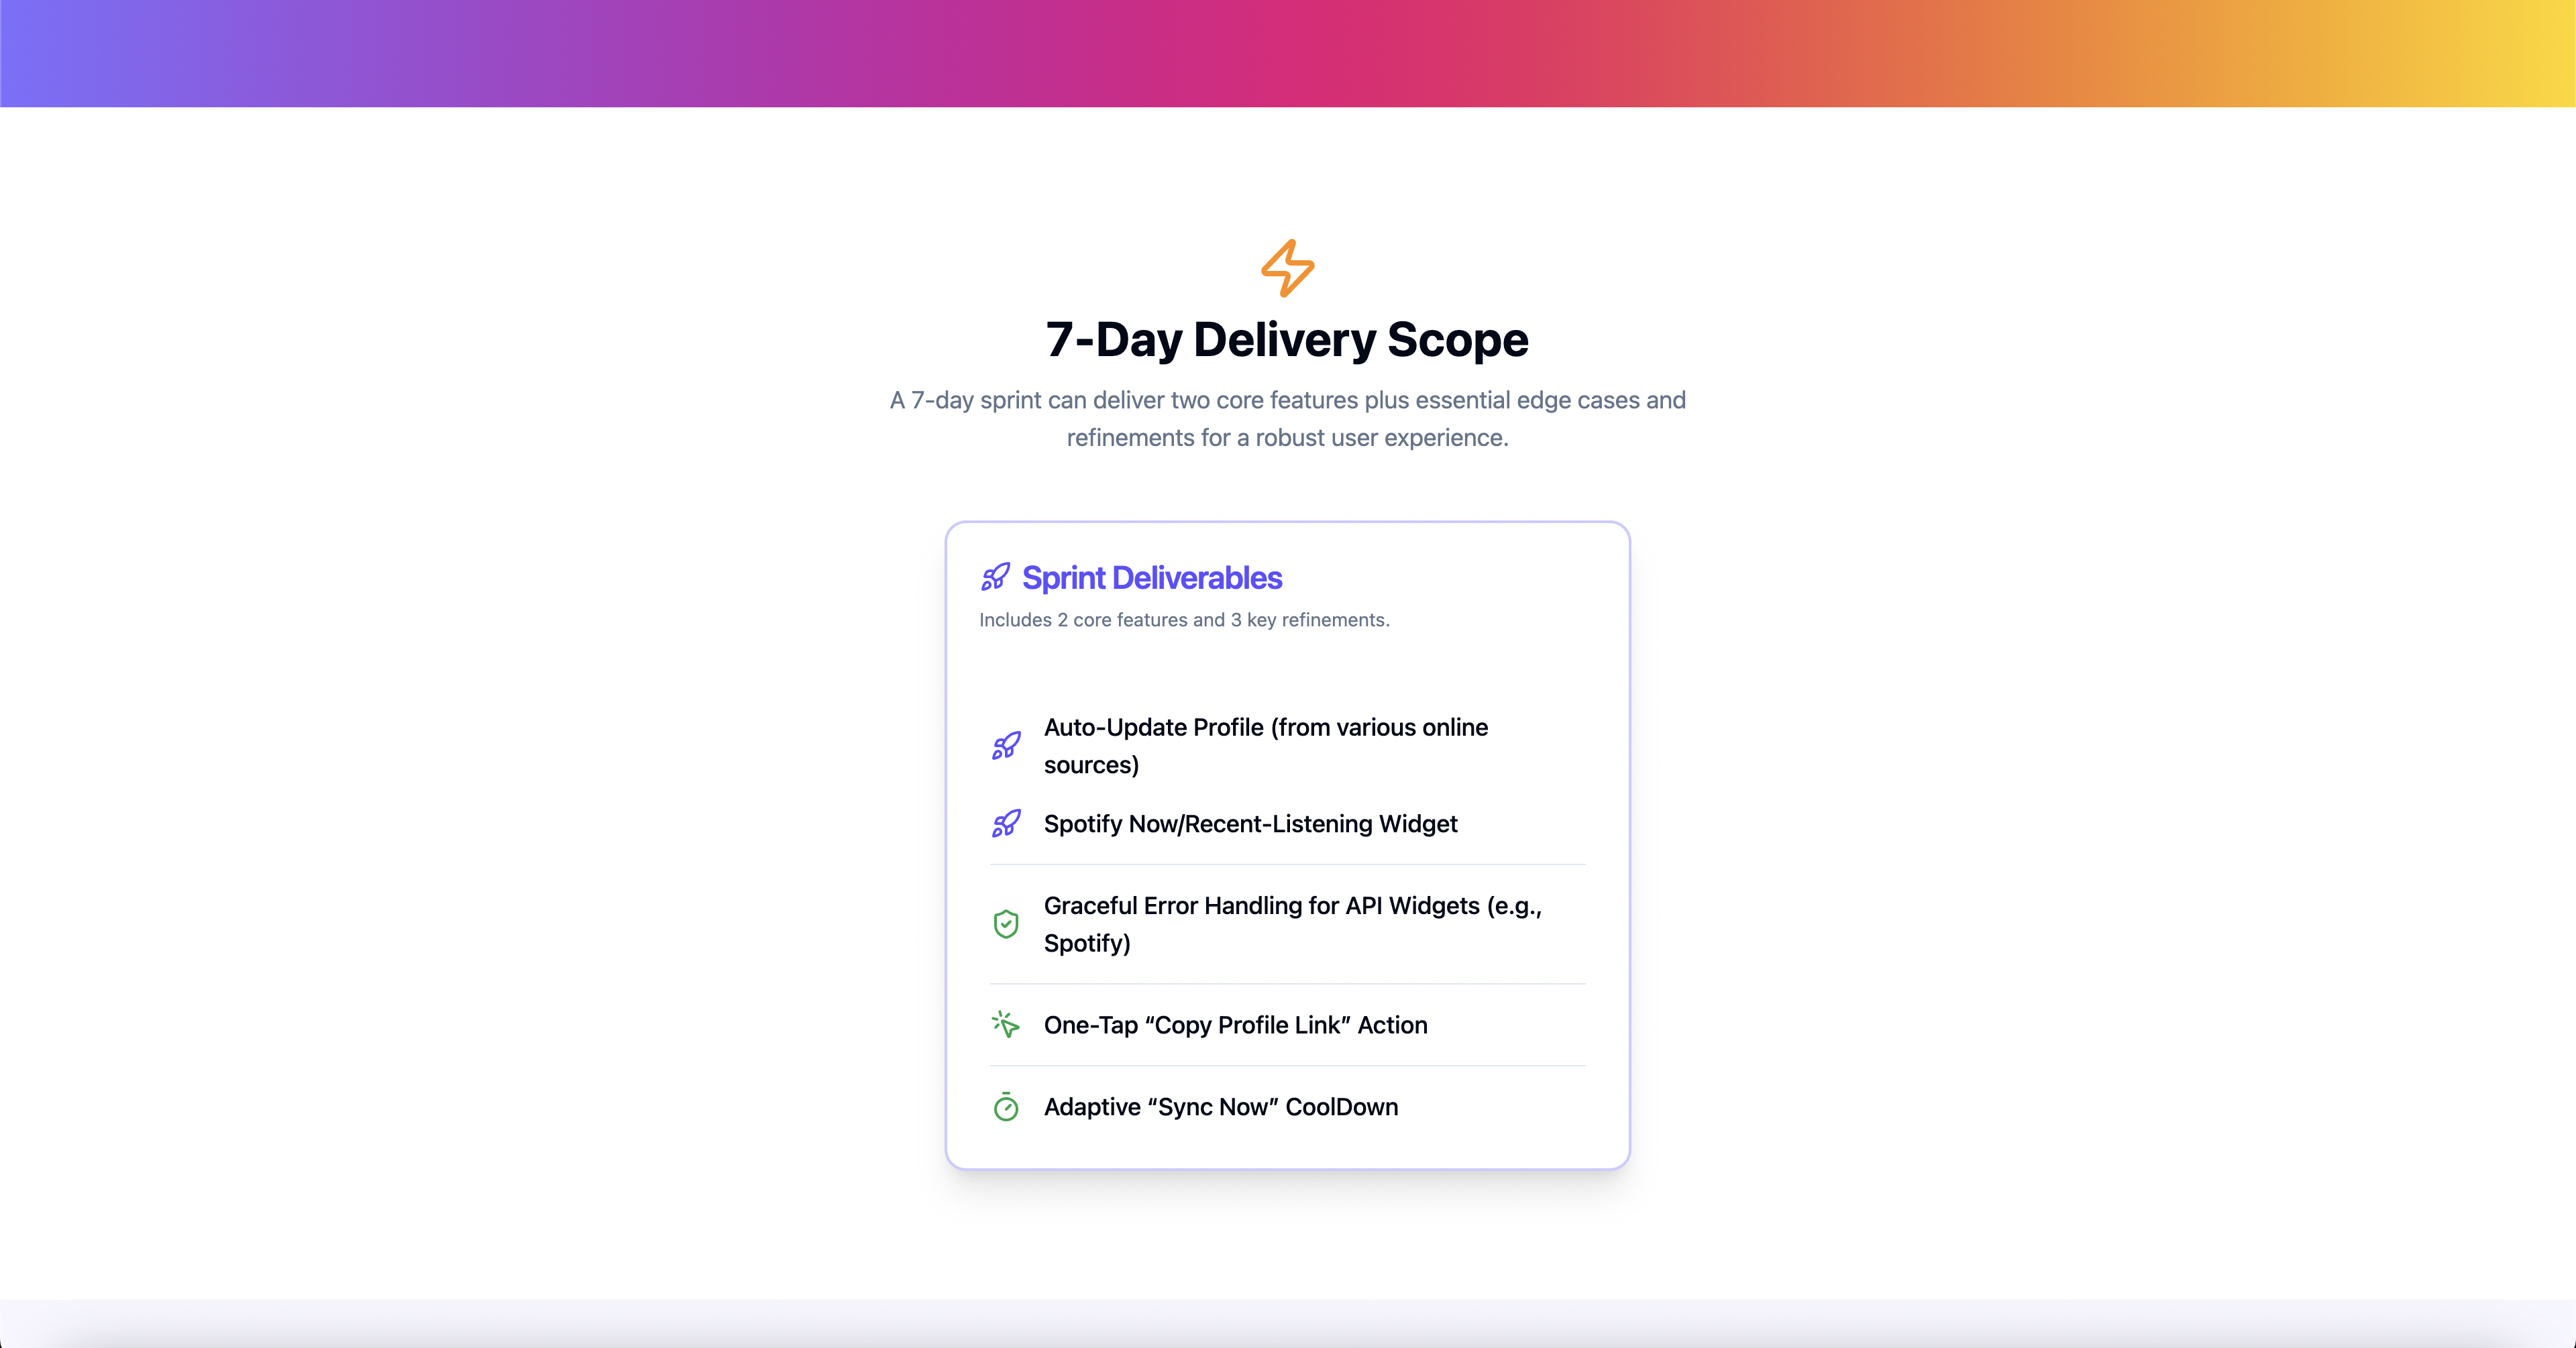 7-Day Delivery Scope
A 7-day sprint can deliver two core features plus essential edge cases and
refinements for a robust user experience.
Sprint Deliverables
Includes 2 core features and 3 key refinements.
Auto-Update Profile (from various online
sources)
Spotify Now/Recent-Listening Widget
Graceful Error Handling for API Widgets (e.g.,
Spotify)
One-Tap “Copy Profile Link” Action
Adaptive “Sync Now” CoolDown